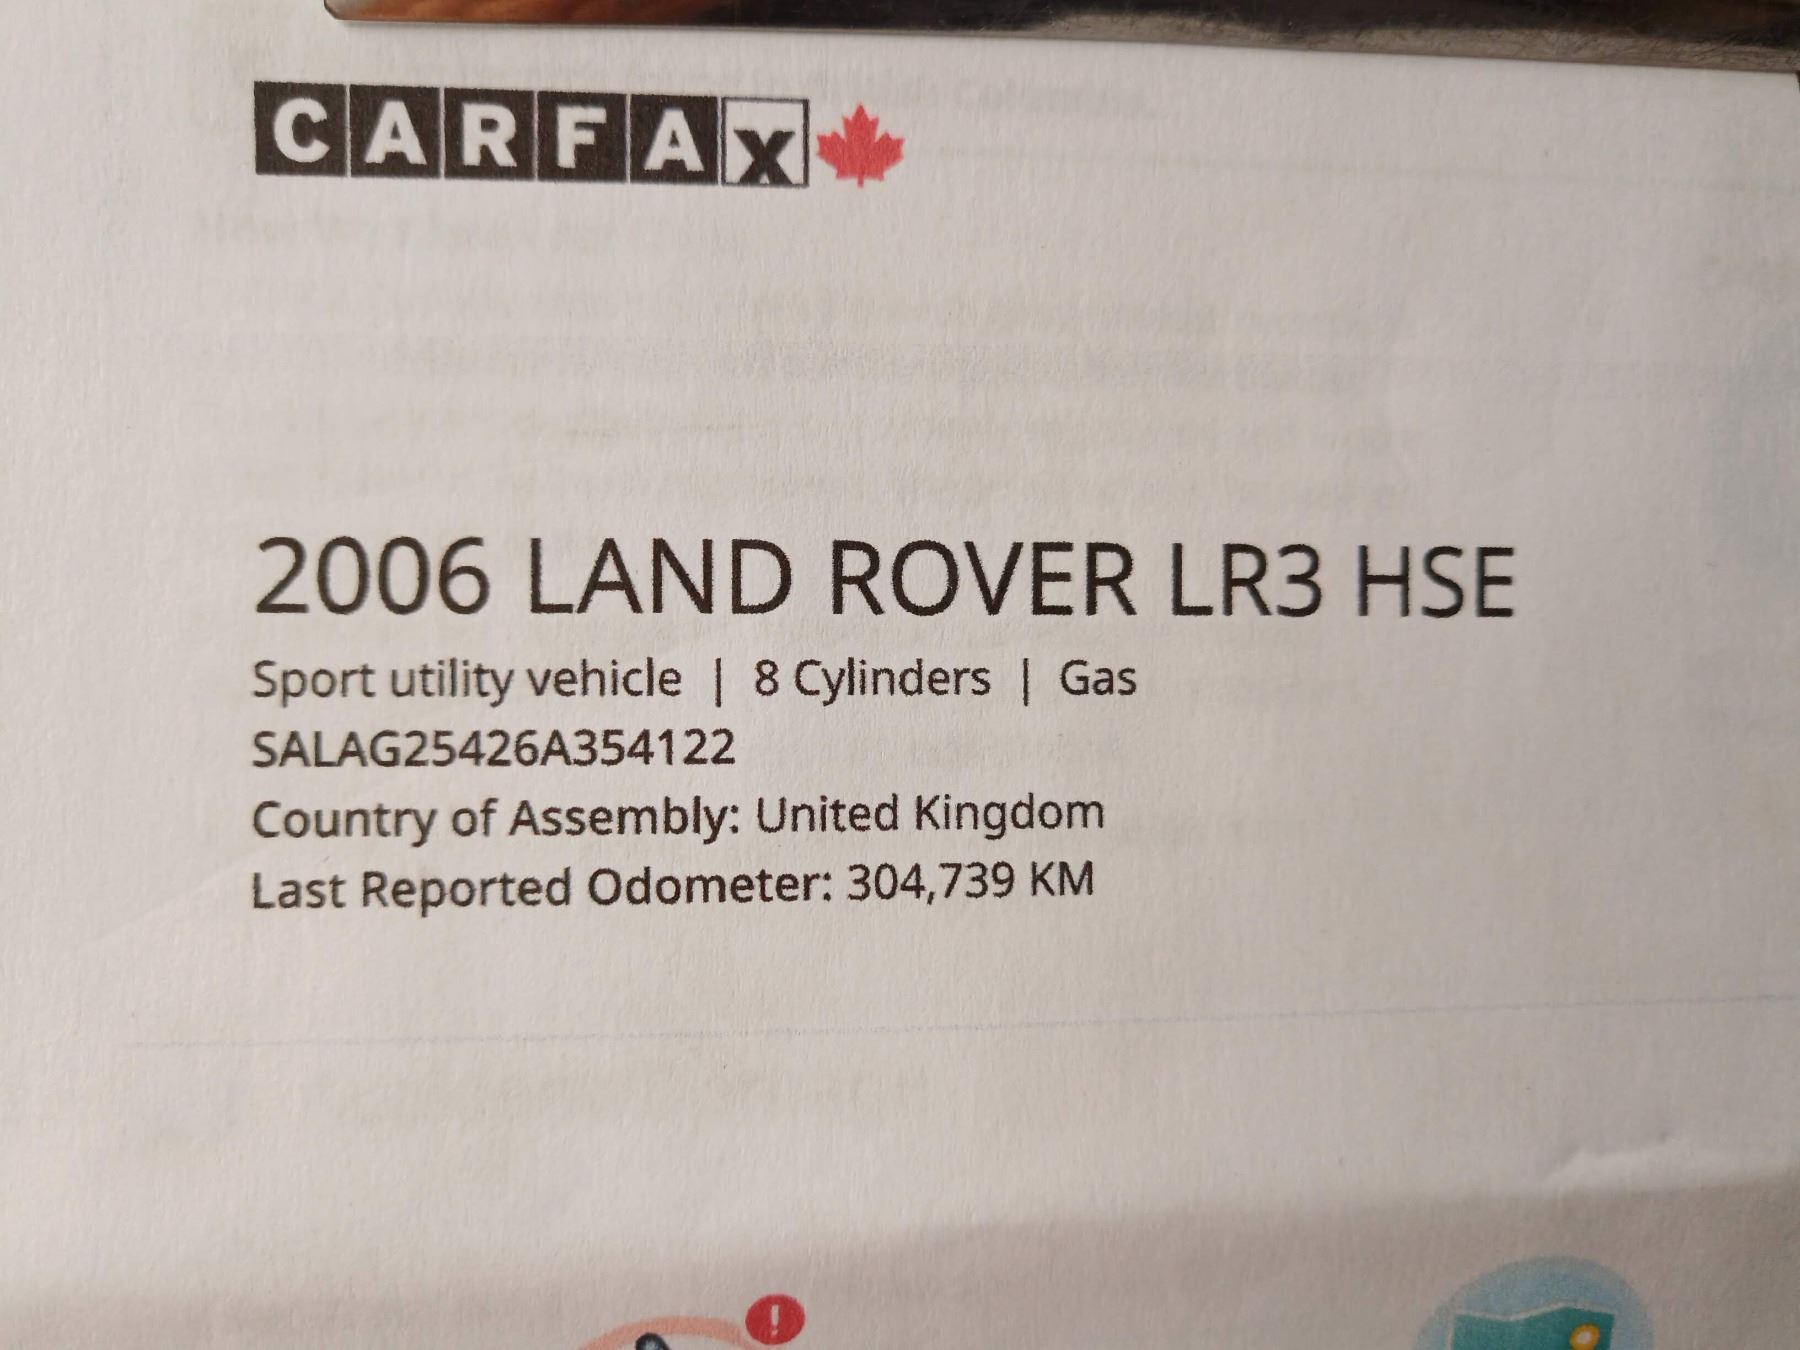 CARFAX
2006 LAND ROVER LR3 HSE
Sport utility vehicle | 8 Cylinders | Gas
SALAG25426A354122
Country of Assembly: United Kingdom
Last Reported Odometer: 304,739 KM
!